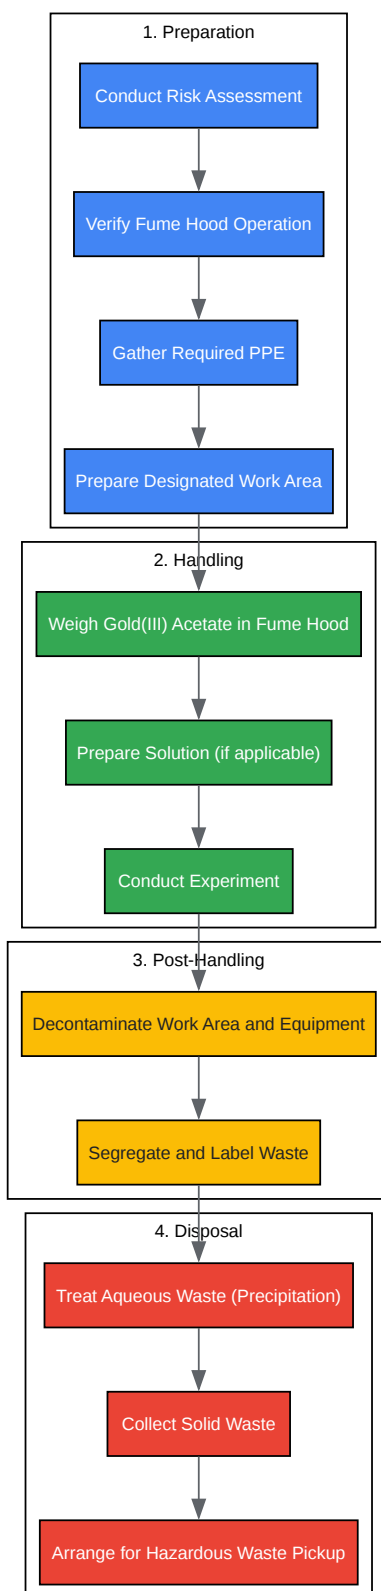 1. Preparation
Conduct Risk Assessment
Verify Fume Hood Operation
Gather Required PPE
Prepare Designated Work Area
2. Handling
Weigh Gold(III) Acetate in Fume Hood
Prepare Solution (if applicable)
Conduct Experiment
3. Post-Handling
Decontaminate Work Area and Equipment
Segregate and Label Waste
4. Disposal
Treat Aqueous Waste (Precipitation)
Collect Solid Waste
Arrange for Hazardous Waste Pickup